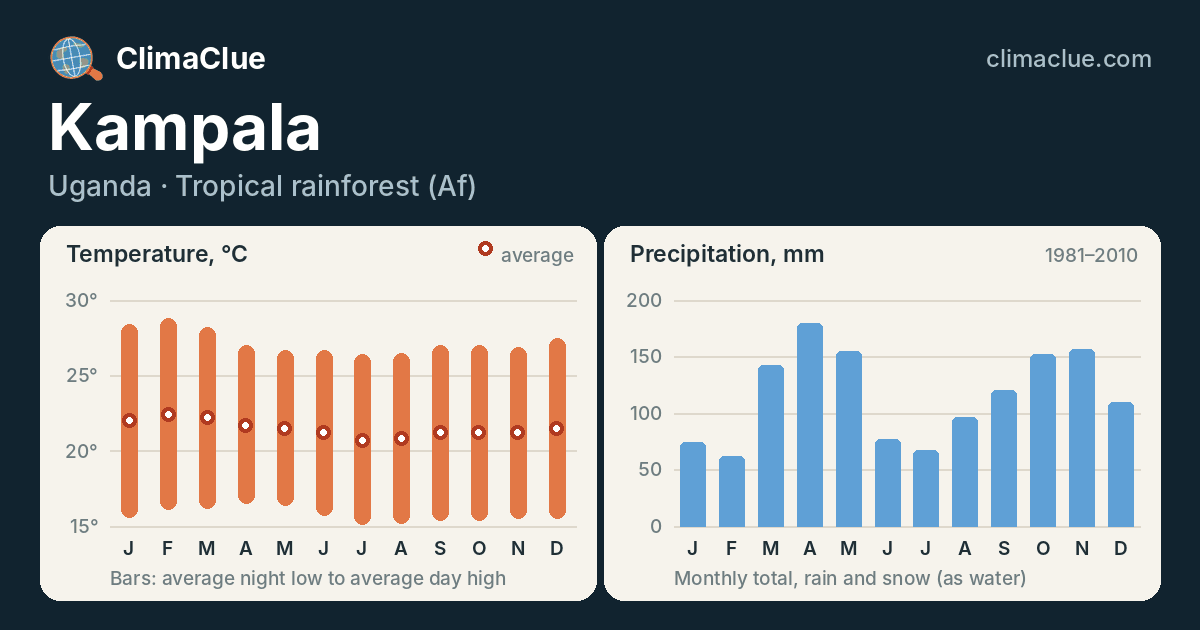 ClimaClue
climaclue.com
Kampala
Uganda · Tropical rainforest (Af)
Temperature, °C
average
30°
25°
20°
15°
J F M A M J J A S O N D
Bars: average night low to average day high
Precipitation, mm
1981–2010
200
150
100
50
0
J F M A M J J A S O N D
Monthly total, rain and snow (as water)